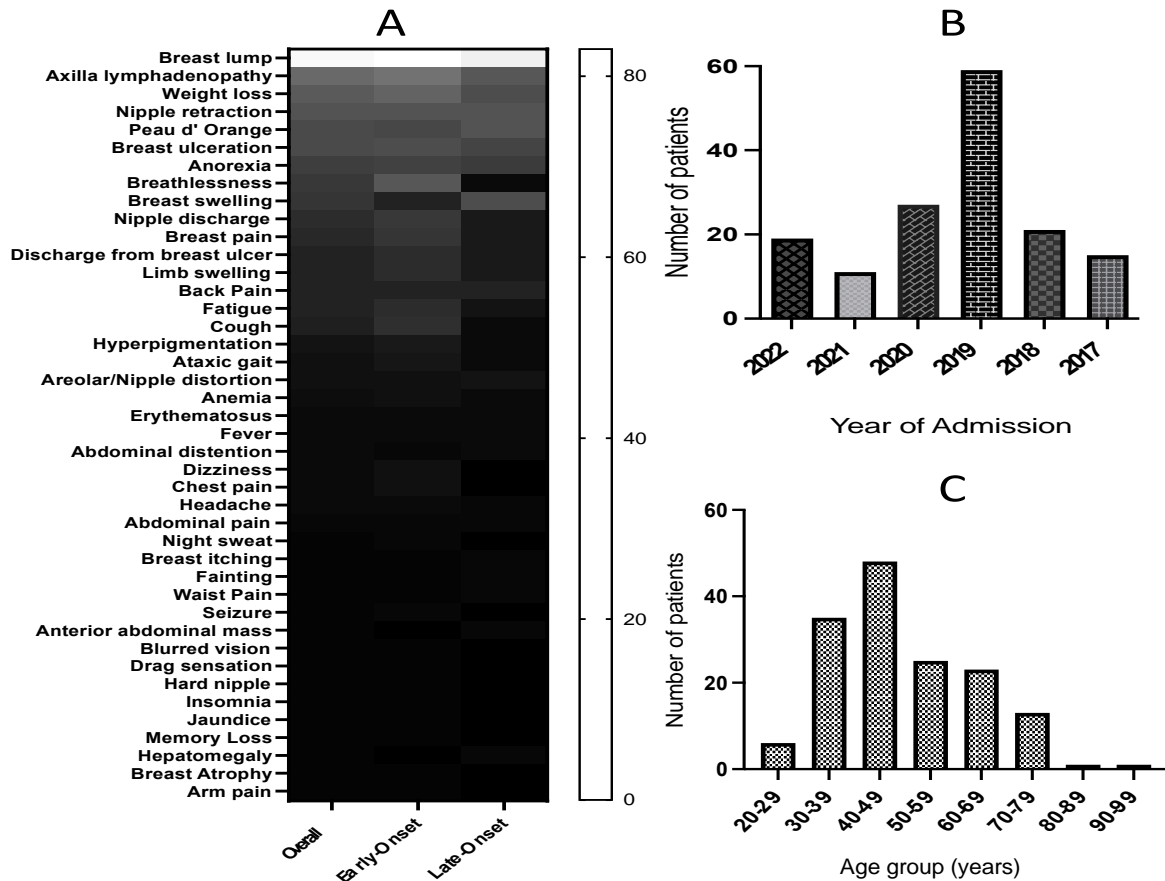 A
Breast lump
Axilla lymphadenopathy
Weight loss
Nipple retraction
Peau d' Orange
Breast ulceration
Anorexia
Breathlessness
Breast swelling
Nipple discharge
Breast pain
Discharge from breast ulcer
Limb swelling
Back Pain
Fatigue
Cough
Hyperpigmentation
Ataxic gait
Areolar/Nipple distortion
Anemia
Erythematosus
Fever
Abdominal distention
Dizziness
Chest pain
Headache
Abdominal pain
Night sweat
Breast itching
Fainting
Waist Pain
Seizure
Anterior abdominal mass
Blurred vision
Drag sensation
Hard nipple
Insomnia
Jaundice
Memory Loss
Hepatomegaly
Breast Atrophy
Arm pain
Overall
Early-Onset
Late-Onset
80
60
40
20
0
B
Number of patients
60
40
20
0
2022
2021
2020
2019
2018
2017
Year of Admission
C
Number of patients
60
40
20
0
20-29
30-39
40-49
50-59
60-69
70-79
80-89
90-99
Age group (years)